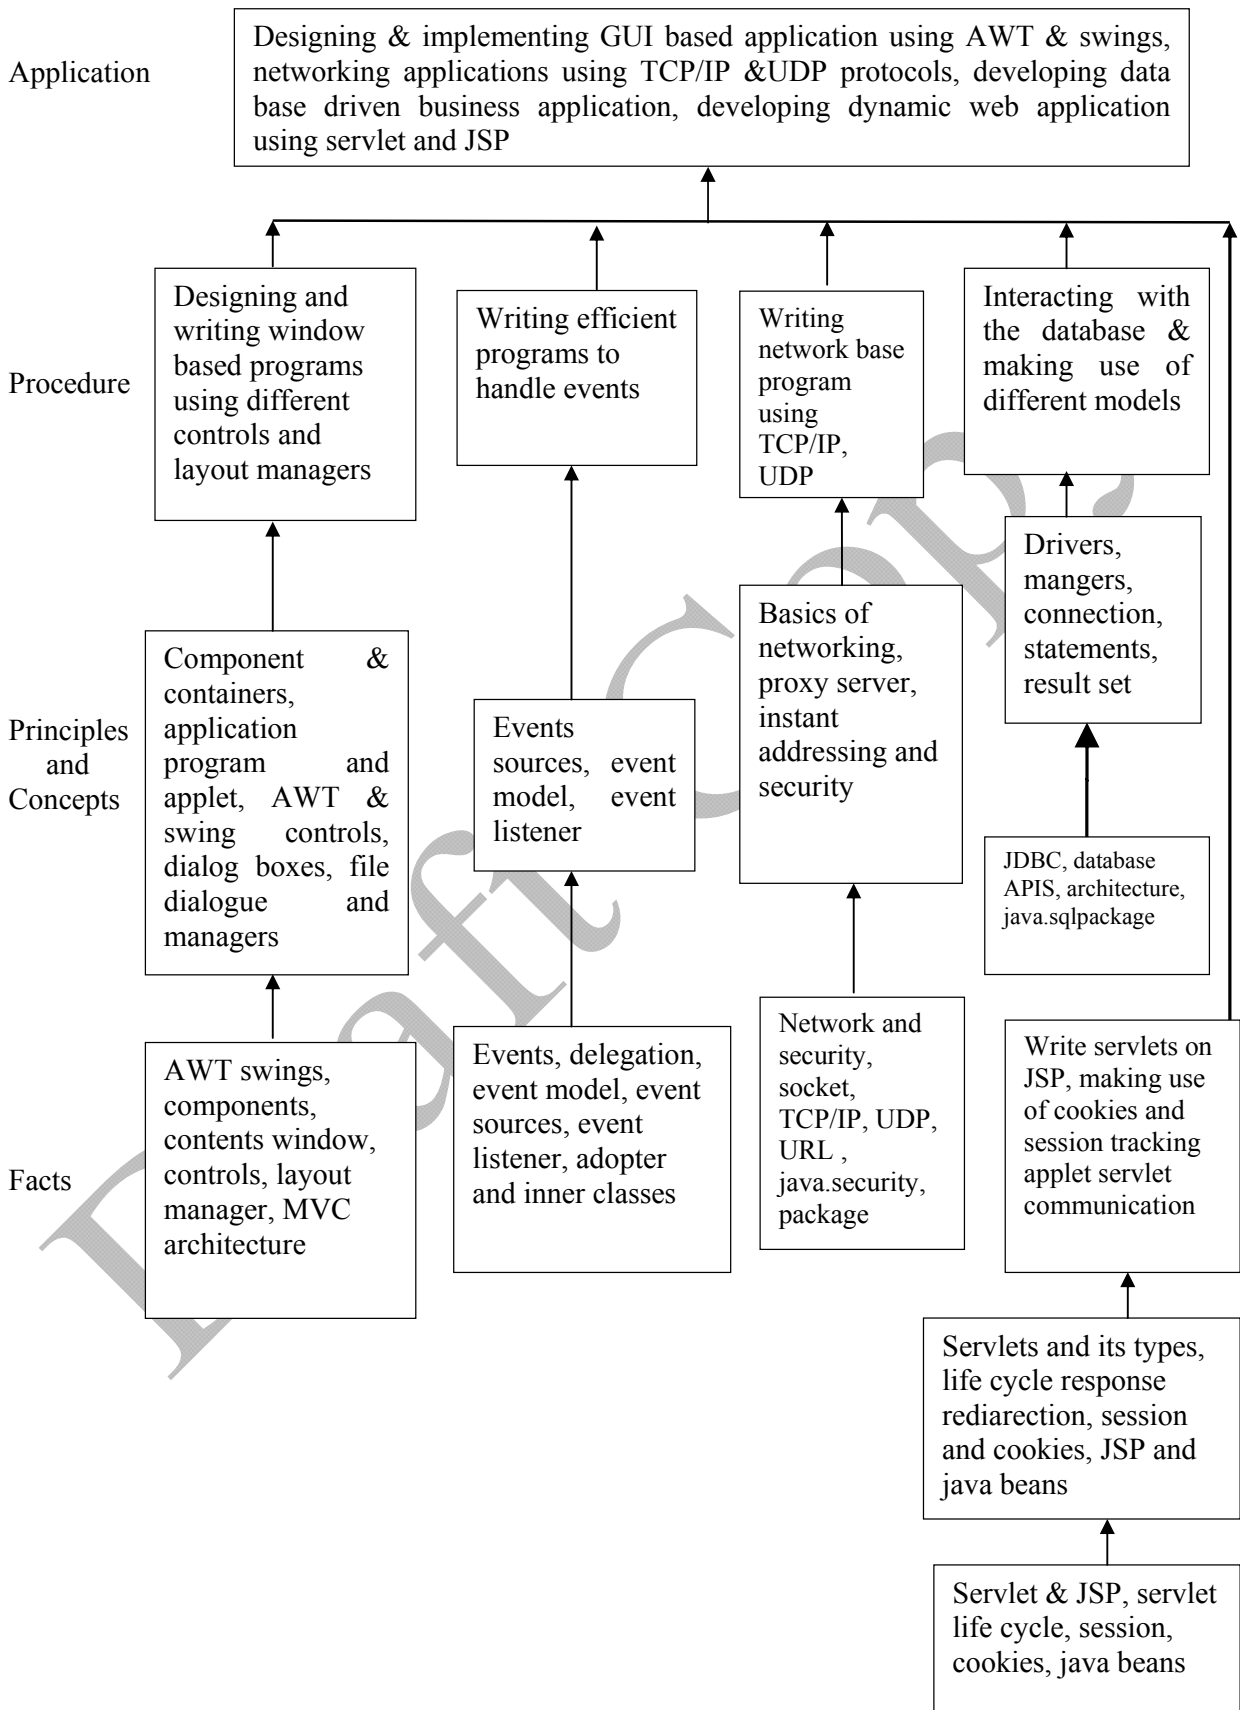 Application
Designing & implementing GUI based application using AWT & swings,
networking applications using TCP/IP &UDP protocols, developing data
base driven business application, developing dynamic web application
using servlet and JSP
Procedure
Designing and
writing window
based programs
using different
controls and
layout managers
Writing efficient
programs to
handle events
Writing
network base
program
using
TCP/IP,
UDP
Interacting with
the database &
making use of
different models
Principles
and
Concepts
Component &
containers,
application
program and
applet, AWT &
swing controls,
dialog boxes, file
dialogue and
managers
Events
sources, event
model, event
listener
Basics of
networking,
proxy server,
instant
addressing and
security
Drivers,
mangers,
connection,
statements,
result set
JDBC, database
APIS, architecture,
java.sqlpackage
Facts
AWT swings,
components,
contents window,
controls, layout
manager, MVC
architecture
Events, delegation,
event model, event
sources, event
listener, adopter
and inner classes
Network and
security,
socket,
TCP/IP, UDP,
URL ,
java.security,
package
Write servlets on
JSP, making use
of cookies and
session tracking
applet servlet
communication
Servlets and its types,
life cycle response
rediarection, session
and cookies, JSP and
java beans
Servlet & JSP, servlet
life cycle, session,
cookies, java beans
Draft Copy